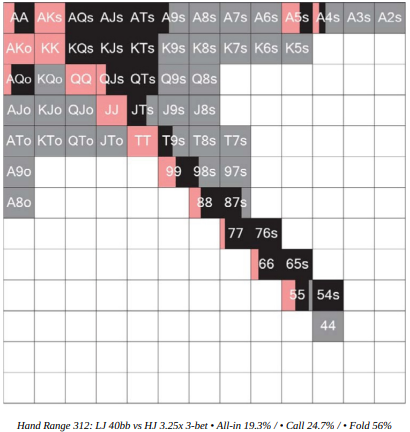 AA AKs AQs AJs ATs A9s A8s A7s A6s A5s A4s A3s A2s
AKo KK KQs KJs KTs K9s K8s K7s K6s K5s
AQo KQo QQ QJs QTs Q9s Q8s
AJo KJo QJo JJ JTs J9s J8s
ATo KTo QTo JTo TT T9s T8s T7s
A9o 99 98s 97s
A8o 88 87s
77 76s
66 65s
55 54s
44
Hand Range 312: LJ 40bb vs HJ 3.25x 3-bet • All-in 19.3% / • Call 24.7% / • Fold 56%